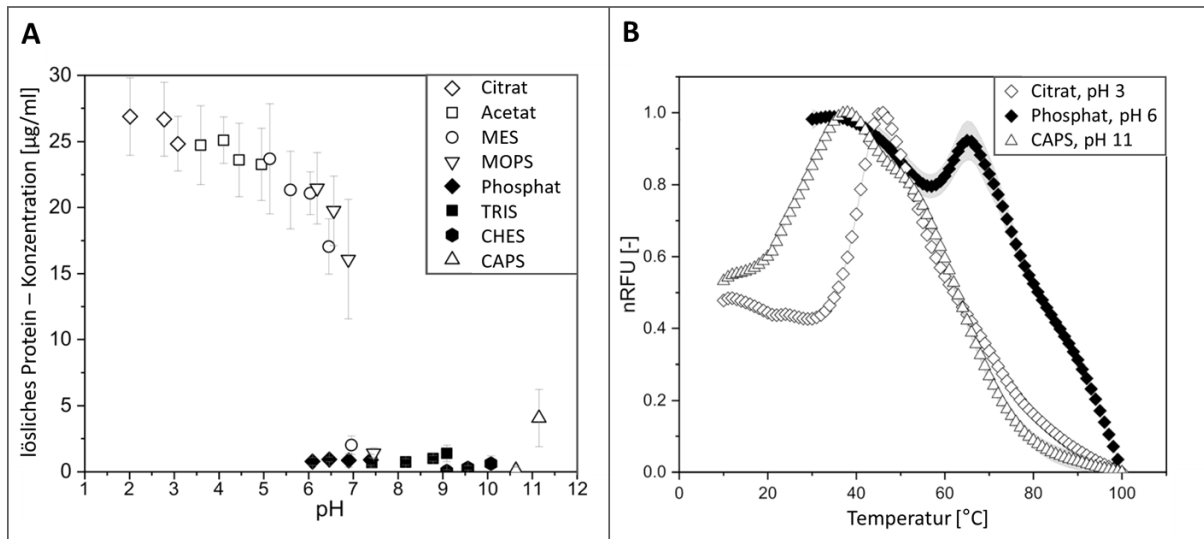 A
lösliches Protein – Konzentration [µg/ml]
30
25
20
15
10
5
0
1 2 3 4 5 6 7 8 9 10 11 12
pH
Citrat
Acetat
MES
MOPS
Phosphat
TRIS
CHES
CAPS
B
nRFU [-]
1.0
0.8
0.6
0.4
0.2
0.0
0 20 40 60 80 100
Temperatur [°C]
Citrat, pH 3
Phosphat, pH 6
CAPS, pH 11